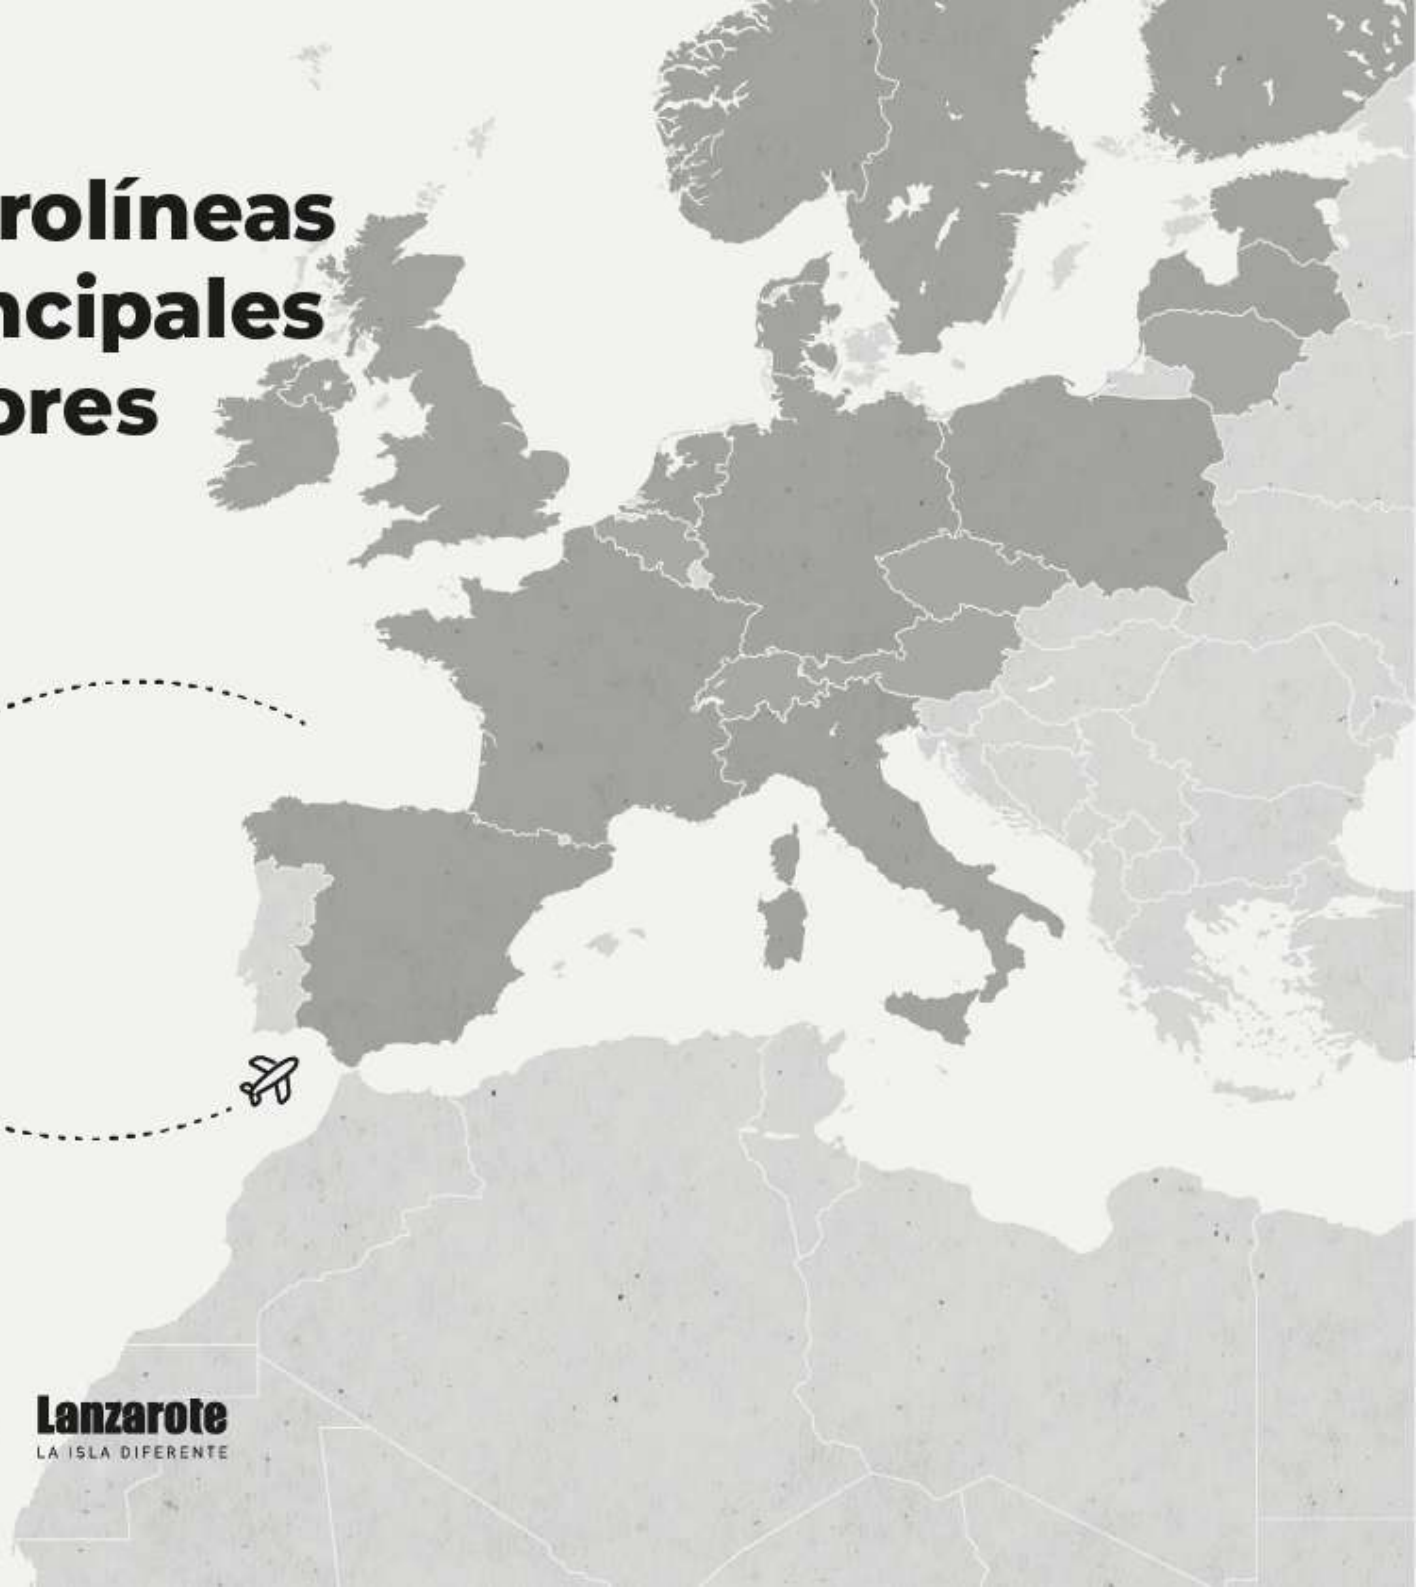 rolíneas
ncipales
ores
Lanzarote
LA ISLA DIFERENTE